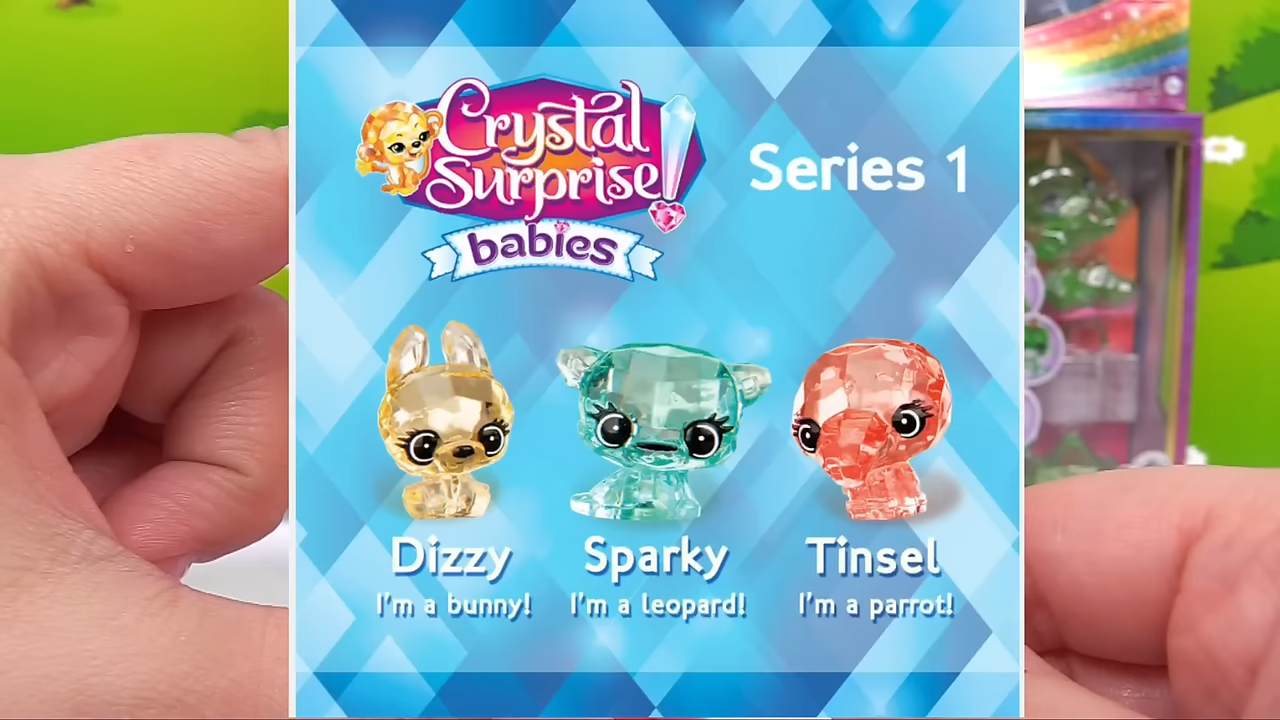 Crystal
Surprise!
babies
Series 1
Dizzy
I'm a bunny!
Sparky
I'm a leopard!
Tinsel
I'm a parrot!